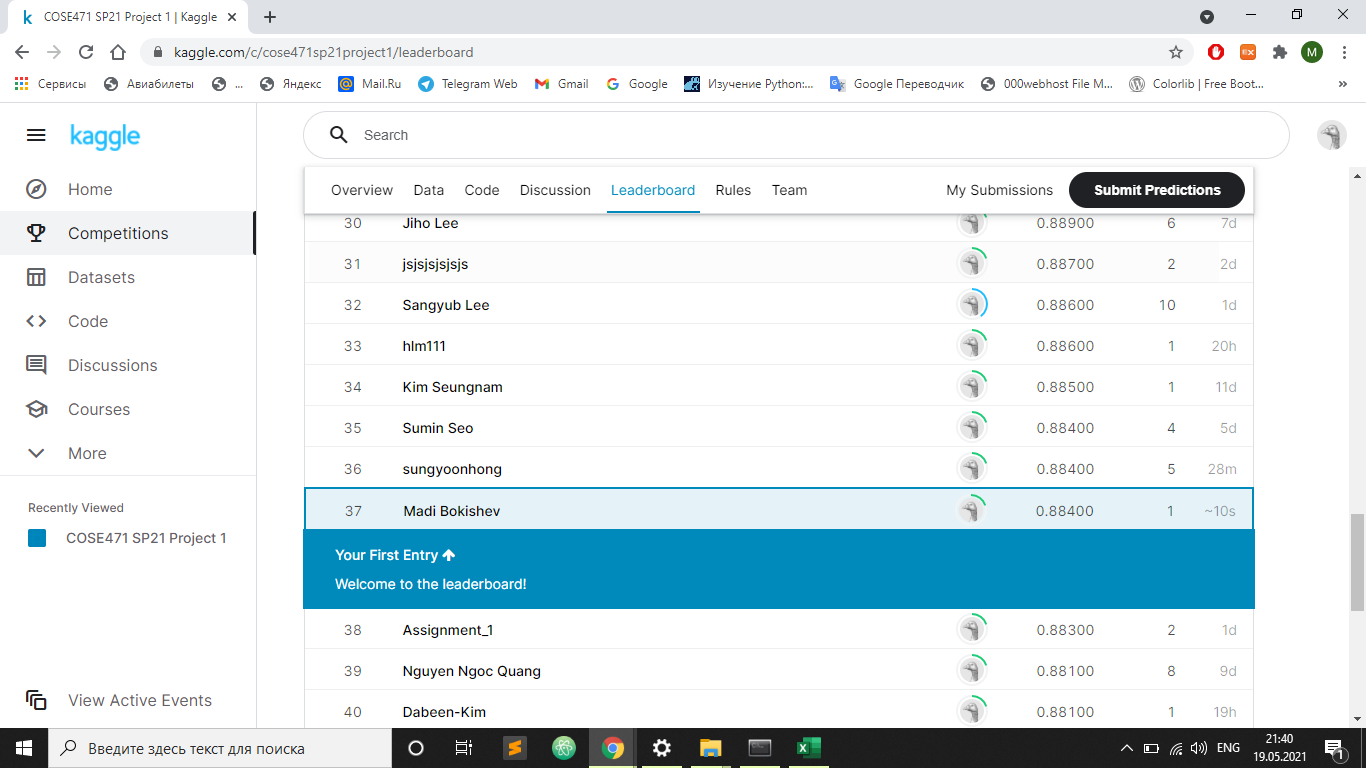 COSE471 SP21 Project 1 | Kaggle
kaggle.com/c/cose471sp21project1/leaderboard
M
Сервисы Авиабилеты ... Яндекс Mail.Ru Telegram Web Gmail Google Изучение Python:... Google Переводчик 000webhost File M... Colorlib | Free Boot... »
kaggle
Search
Home
Competitions
Datasets
Code
Discussions
Courses
More
Recently Viewed
COSE471 SP21 Project 1
View Active Events
Overview Data Code Discussion Leaderboard Rules Team My Submissions Submit Predictions
30 Jiho Lee 0.88900 6 7d
31 jsjsjsjsjsjs 0.88700 2 2d
32 Sangyub Lee 0.88600 10 1d
33 hlm111 0.88600 1 20h
34 Kim Seungnam 0.88500 1 11d
35 Sumin Seo 0.88400 4 5d
36 sungyoonhong 0.88400 5 28m
37 Madi Bokishev 0.88400 1 ~10s
Your First Entry
Welcome to the leaderboard!
38 Assignment_1 0.88300 2 1d
39 Nguyen Ngoc Quang 0.88100 8 9d
40 Dabeen-Kim 0.88100 1 19h
Введите здесь текст для поиска
ENG
21:40
19.05.2021
1